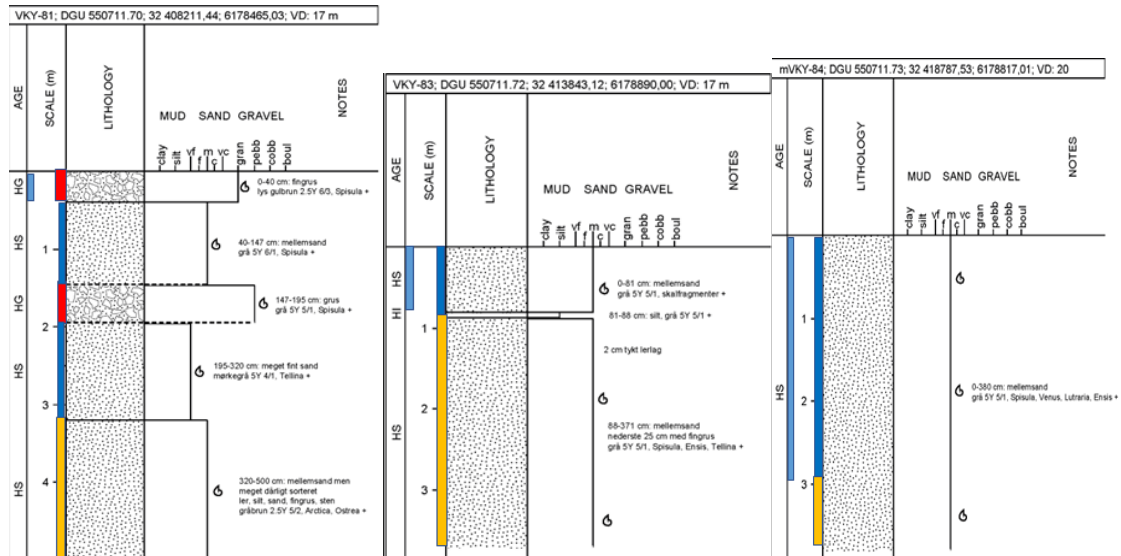 VKY-81; DGU 550711.70; 32 408211,44; 6178465,03; VD: 17 m
AGE
SCALE (m)
LITHOLOGY
MUD SAND GRAVEL
NOTES
clay
silt
vf
f
m
c
vc
gran
pebb
cobb
boul
HG
0-40 cm: fingrus
lys gulbrun 2.5Y 6/3, Spisula +
HS
1
40-147 cm: mellemsand
grå 5Y 6/1, Spisula +
HG
147-195 cm: grus
grå 5Y 5/1, Spisula +
2
HS
195-320 cm: meget fint sand
mørkegrå 5Y 4/1, Tellina +
3
HS
4
320-500 cm: mellemsand men
meget dårligt sorteret
ler, silt, sand, fingrus, sten
gråbrun 2.5Y 5/2, Arctica, Ostrea +
VKY-83; DGU 550711.72; 32 413843,12; 6178890,00; VD: 17 m
AGE
SCALE (m)
LITHOLOGY
MUD SAND GRAVEL
NOTES
clay
silt
vf
f
m
c
vc
gran
pebb
cobb
boul
HS
0-81 cm: mellemsand
grå 5Y 5/1, skalfragmenter +
HI
81-88 cm: silt, grå 5Y 5/1 +
1
2 cm tykt lerlag
2
HS
88-371 cm: mellemsand
nederste 25 cm med fingrus
grå 5Y 5/1, Spisula, Ensis, Tellina +
3
mVKY-84; DGU 550711.73; 32 418787,53; 6178817,01; VD: 20
AGE
SCALE (m)
LITHOLOGY
MUD SAND GRAVEL
NOTES
clay
silt
vf
f
m
c
vc
gran
pebb
cobb
boul
1
HS
2
0-380 cm: mellemsand
grå 5Y 5/1, Spisula, Venus, Lutraria, Ensis +
3